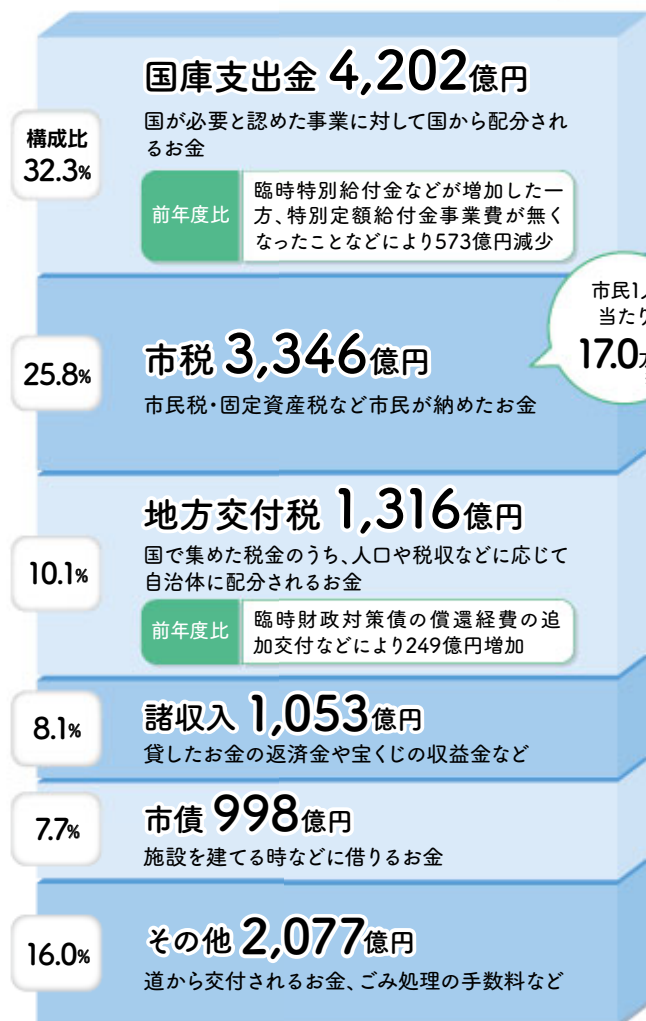 国庫支出金 4,202億円
構成比
32.3%
国が必要と認めた事業に対して国から配分され
るお金
前年度比
臨時特別給付金などが増加した一
方、特別定額給付金事業費が無く
なったことなどにより573億円減少
25.8%
市税 3,346億円
市民税・固定資産税など市民が納めたお金
市民1
当たり
17.0
10.1%
地方交付税 1,316億円
国で集めた税金のうち、人口や税収などに応じて
自治体に配分されるお金
前年度比
臨時財政対策債の償還経費の追
加交付などにより249億円増加
8.1%
諸収入 1,053億円
貸したお金の返済金や宝くじの収益金など
7.7%
市債 998億円
施設を建てる時などに借りるお金
16.0%
その他 2,077億円
道から交付されるお金、ごみ処理の手数料など